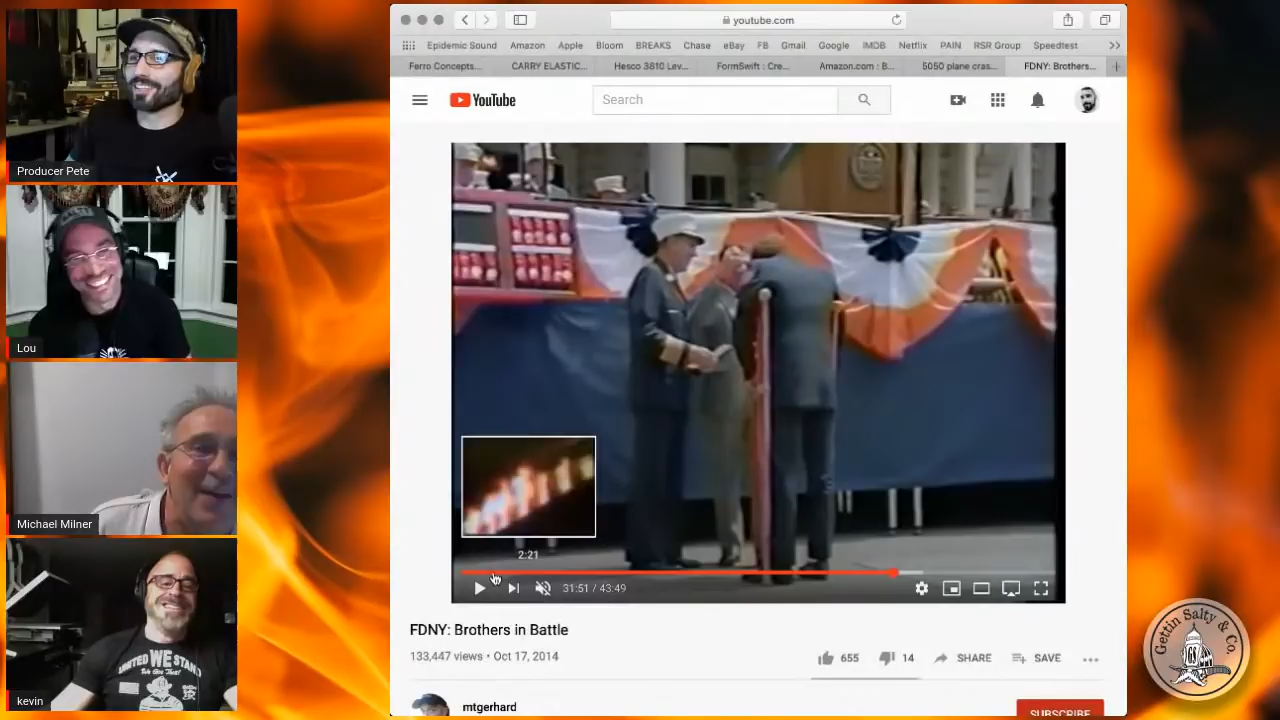 Producer Pete
Lou
Michael Milner
UNITED WE STAND
kevin
youtube.com
Epidemic Sound Amazon Apple Bloom BREAKS Chase eBay FB Gmail Google IMDB Netflix PAIN RSR Group Speedtest
Ferro Concepts... CARRY ELASTIC... Hesco 3810 Lev... FormSwift : Cre... Amazon.com : B... 5050 plane cras... FDNY: Brothers...
YouTube
Search
2:21
31:51 / 43:49
FDNY: Brothers in Battle
133,447 views • Oct 17, 2014
655 14 SHARE SAVE
mtgerhard
SUBSCRIBE
Gettin Salty & Co.